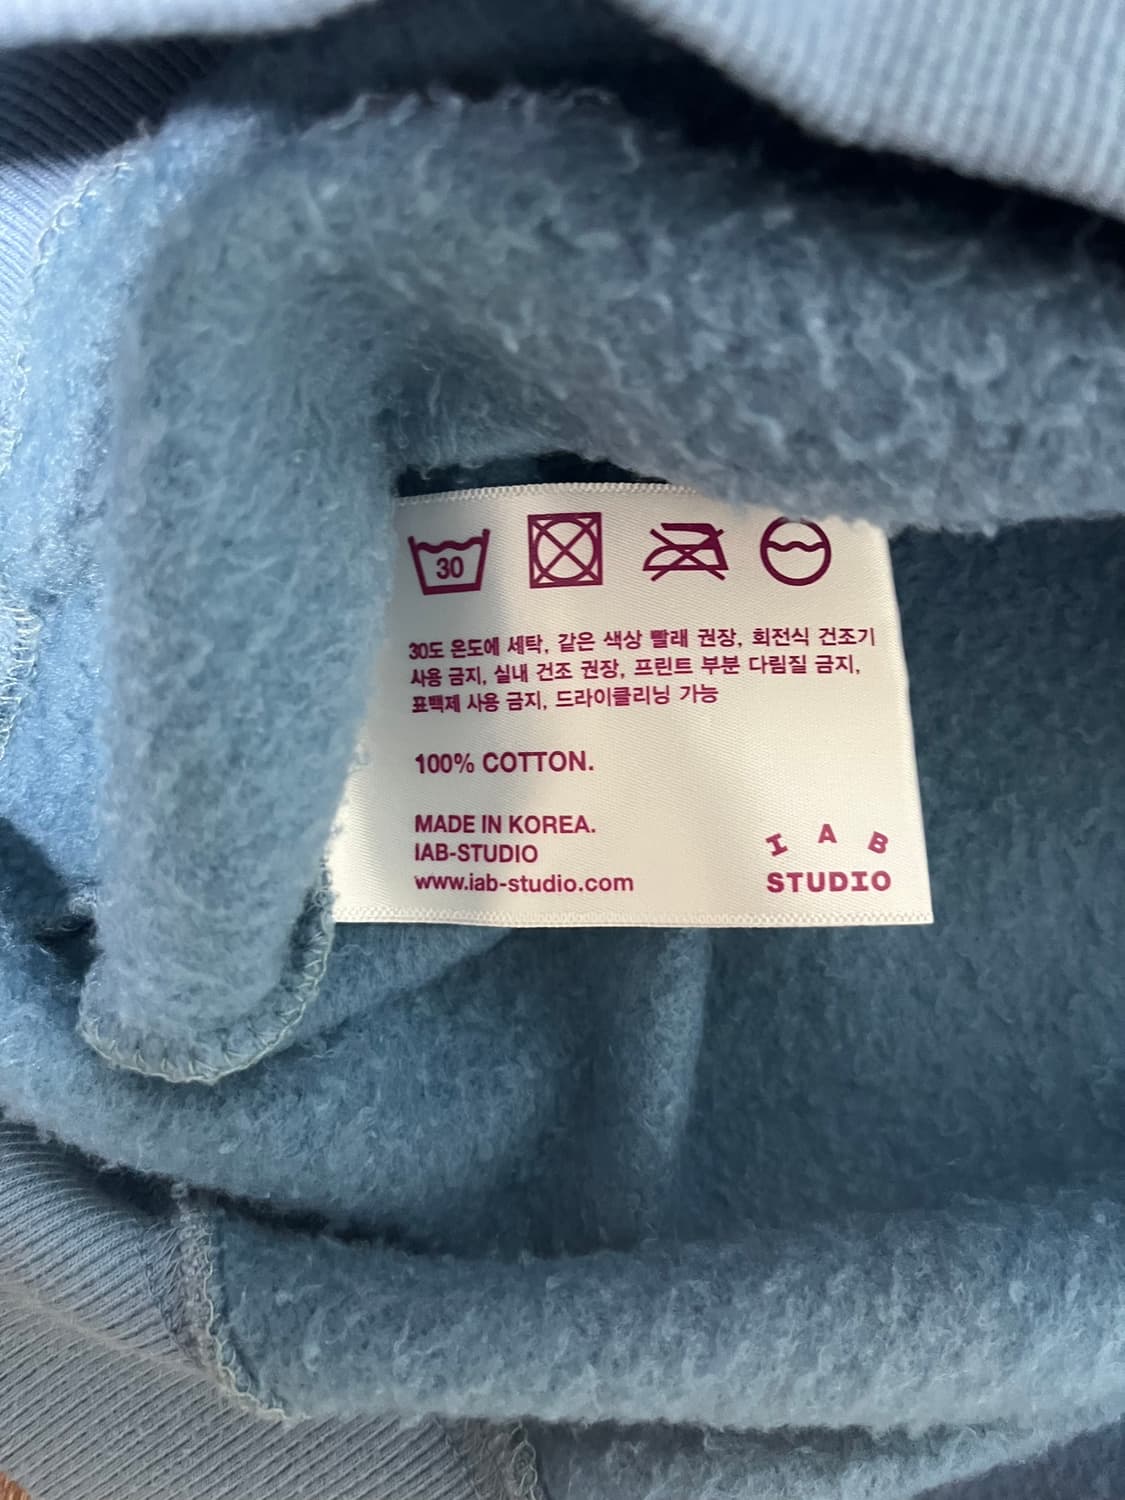 30
30도 온도에 세탁, 같은 색상 빨래 권장, 회전식 건조기
사용 금지, 실내 건조 권장, 프린트 부분 다림질 금지,
표백제 사용 금지, 드라이클리닝 가능
100% COTTON.
MADE IN KOREA.
IAB-STUDIO
www.iab-studio.com
IAB
STUDIO